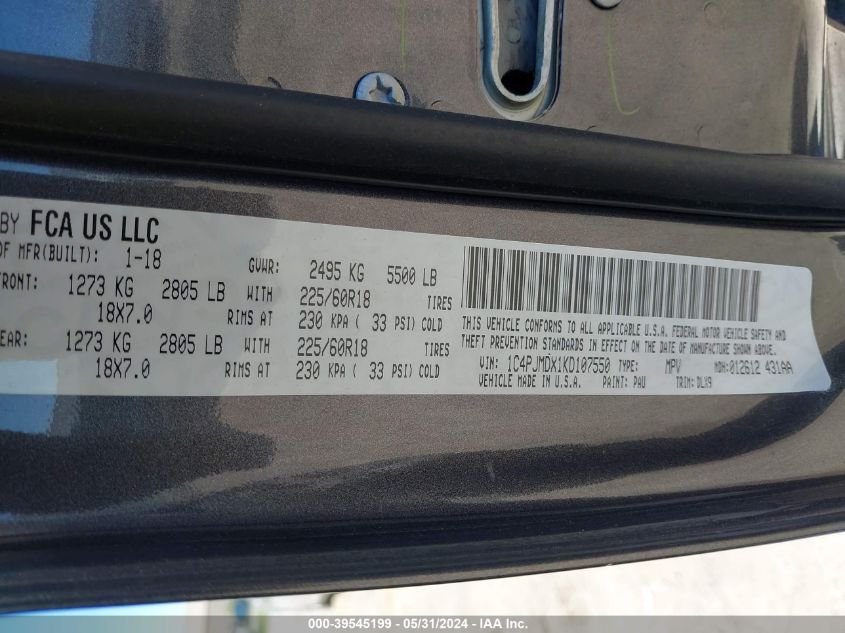 BY FCA US LLC
OF MFR(BUILT): 1-18 GVWR: 2495 KG 5500 LB
FRONT: 1273 KG 2805 LB WITH 225/60R18 TIRES
18X7.0 RIMS AT 230 KPA ( 33 PSI) COLD
EAR: 1273 KG 2805 LB WITH 225/60R18 TIRES
18X7.0 RIMS AT 230 KPA ( 33 PSI) COLD
THIS VEHICLE CONFORMS TO ALL APPLICABLE U.S.A. FEDERAL MOTOR VEHICLE SAFETY AND
THEFT PREVENTION STANDARDS IN EFFECT ON THE DATE OF MANUFACTURE SHOWN ABOVE.
VIN: 1C4PJMDX1KD107550 TYPE: MPV MDH:012612 431AA
VEHICLE MADE IN U.S.A. PAINT: PAU TRIM: DLX9
000-39545199 - 05/31/2024 - IAA Inc.